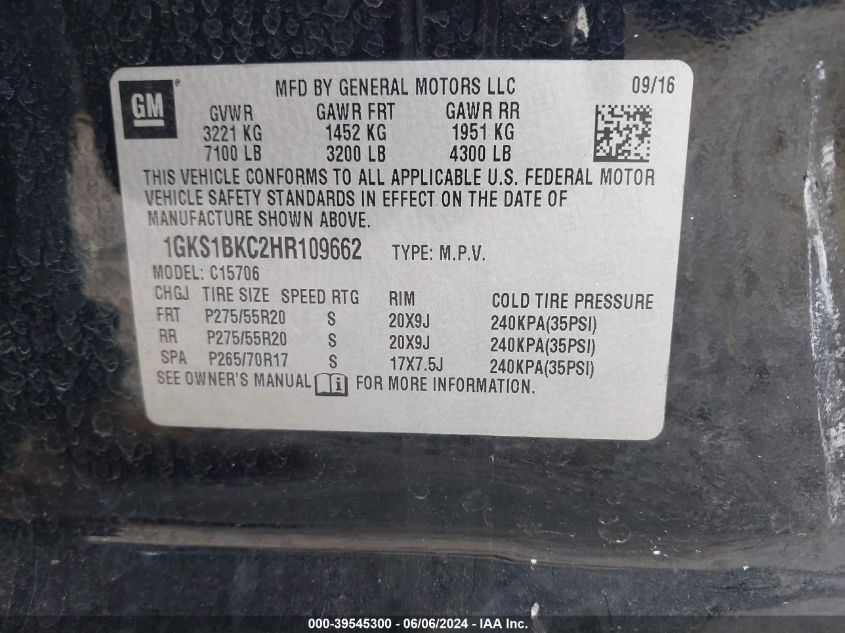 GM®
MFD BY GENERAL MOTORS LLC 09/16
GVWR GAWR FRT GAWR RR
3221 KG 1452 KG 1951 KG
7100 LB 3200 LB 4300 LB
THIS VEHICLE CONFORMS TO ALL APPLICABLE U.S. FEDERAL MOTOR
VEHICLE SAFETY STANDARDS IN EFFECT ON THE DATE OF
MANUFACTURE SHOWN ABOVE.
1GKS1BKC2HR109662 TYPE: M.P.V.
MODEL: C15706
CHGJ TIRE SIZE SPEED RTG RIM COLD TIRE PRESSURE
FRT P275/55R20 S 20X9J 240KPA(35PSI)
RR P275/55R20 S 20X9J 240KPA(35PSI)
SPA P265/70R17 S 17X7.5J 240KPA(35PSI)
SEE OWNER'S MANUAL i FOR MORE INFORMATION.
000-39545300 - 06/06/2024 - IAA Inc.